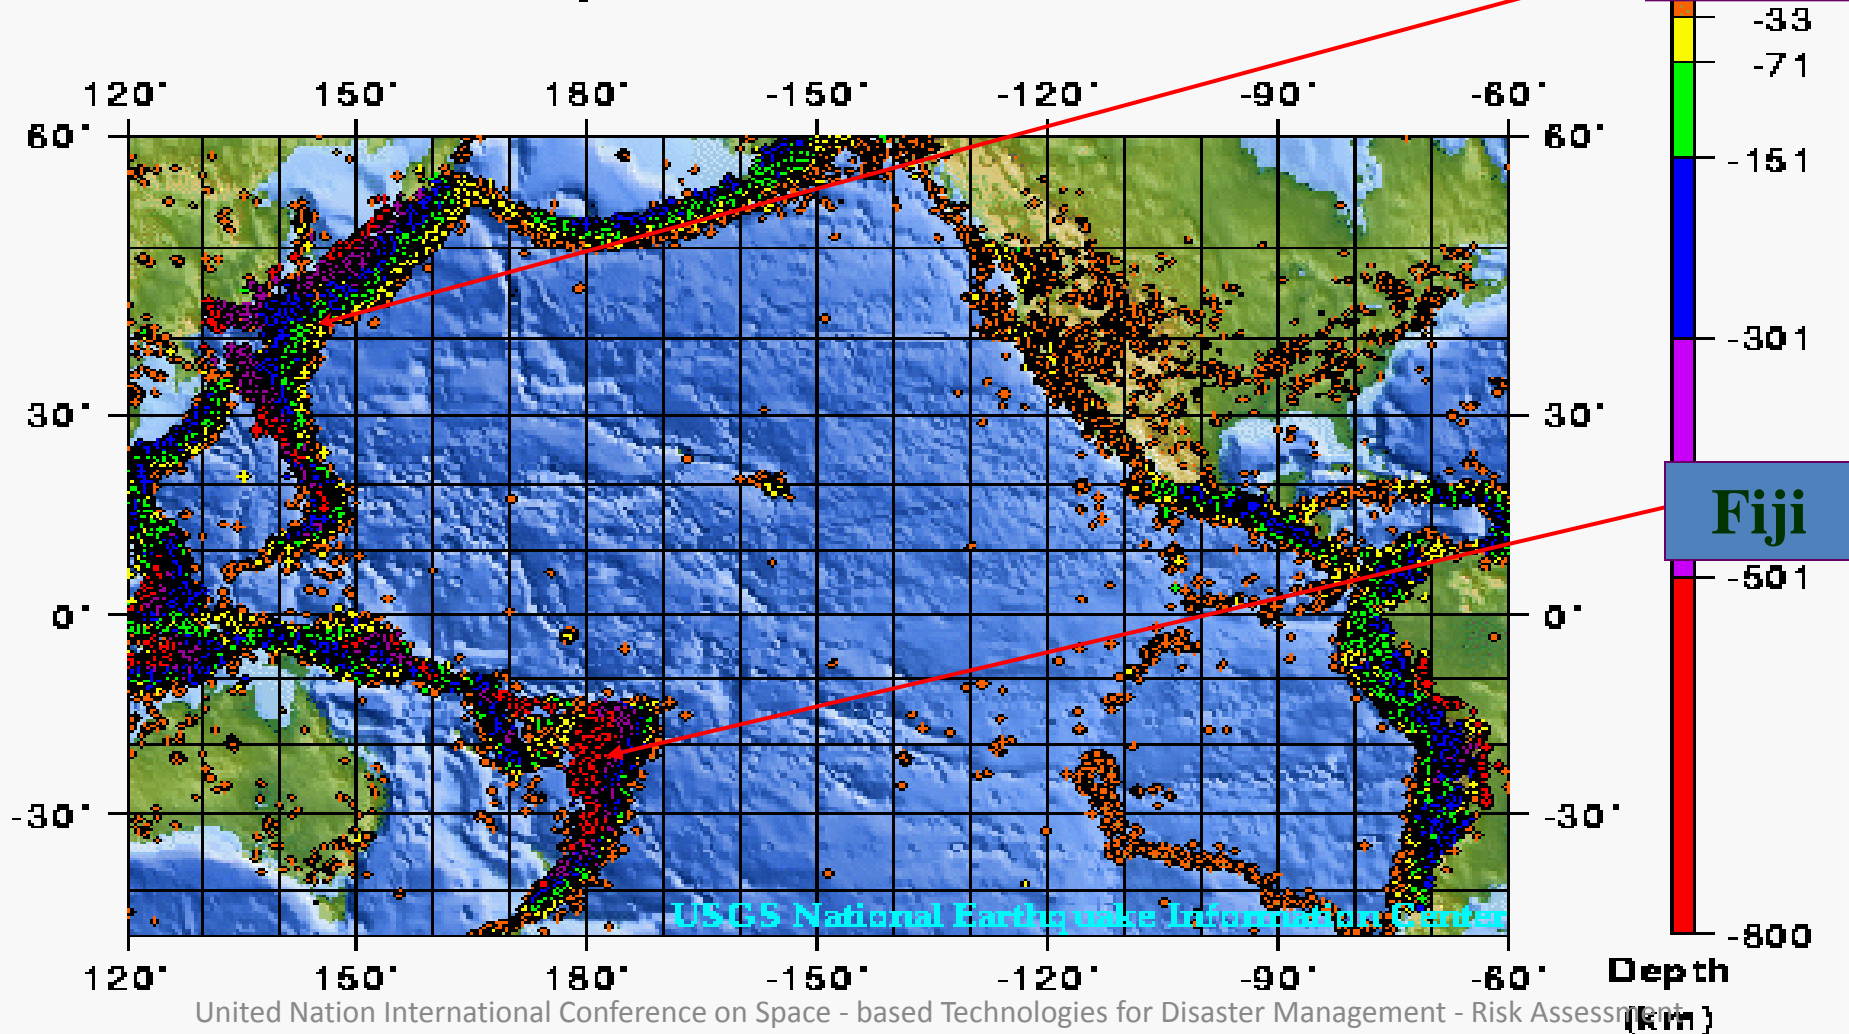 -33
-71
120° 150° 180° -150° -120° -90° -60°
60° 60°
-151
-301
30° 30°
Fiji
-501
0° 0°
-30° -30°
USGS National Earthquake Information Center
-800
120° 150° 180° -150° -120° -90° -60°
Depth
(km)
United Nation International Conference on Space - based Technologies for Disaster Management - Risk Assessment